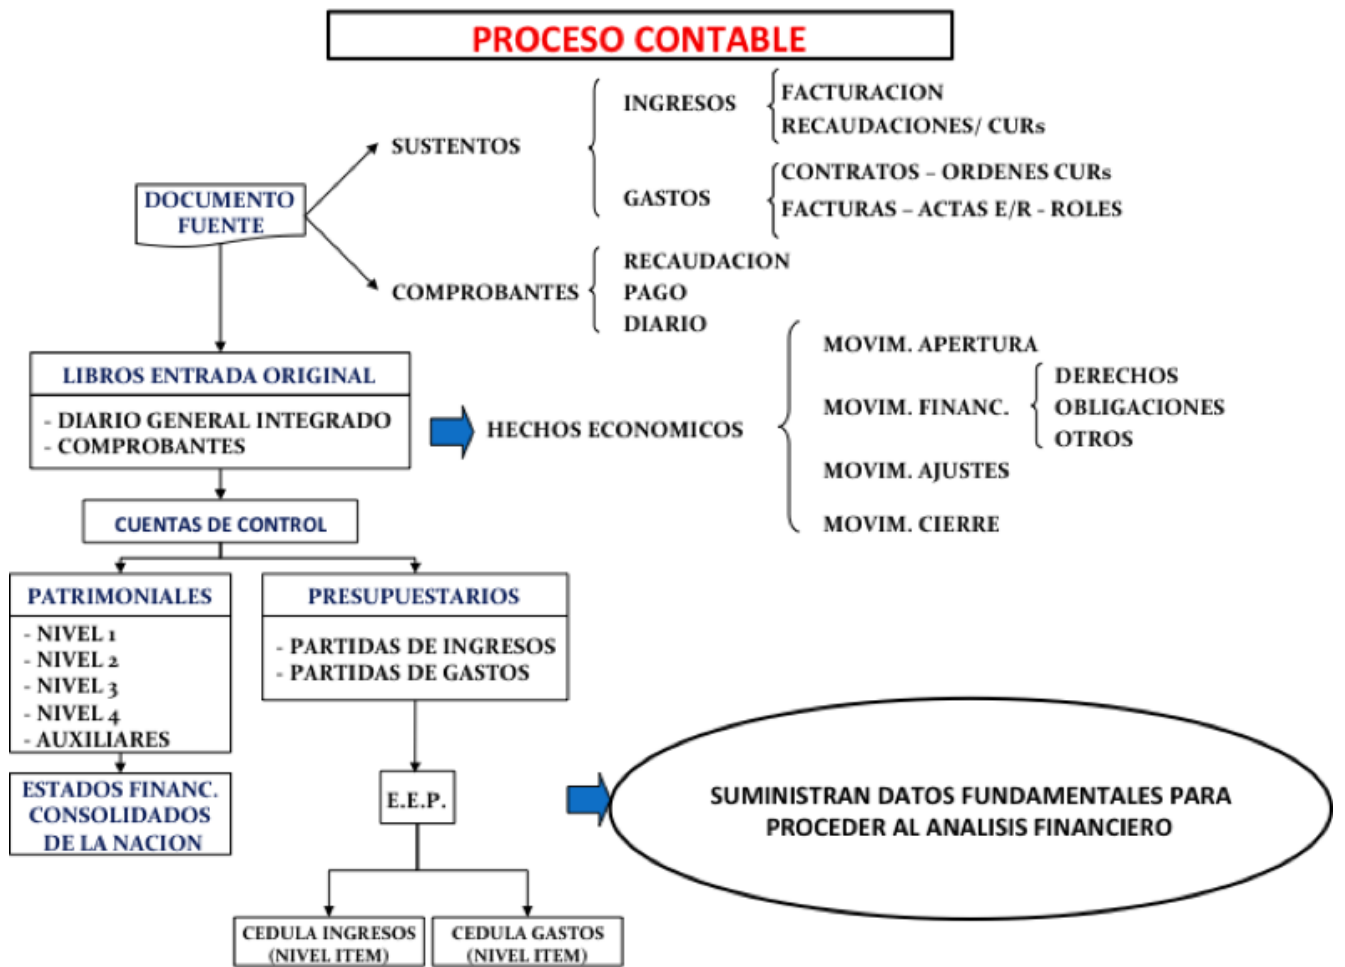 PROCESO CONTABLE
INGRESOS
FACTURACION
RECAUDACIONES/ CURs
SUSTENTOS
GASTOS
CONTRATOS – ORDENES CURs
FACTURAS – ACTAS E/R - ROLES
DOCUMENTO
FUENTE
COMPROBANTES
RECAUDACION
PAGO
DIARIO
LIBROS ENTRADA ORIGINAL
- DIARIO GENERAL INTEGRADO
- COMPROBANTES
HECHOS ECONOMICOS
MOVIM. APERTURA
MOVIM. FINANC.
DERECHOS
OBLIGACIONES
OTROS
MOVIM. AJUSTES
MOVIM. CIERRE
CUENTAS DE CONTROL
PATRIMONIALES
- NIVEL 1
- NIVEL 2
- NIVEL 3
- NIVEL 4
- AUXILIARES
PRESUPUESTARIOS
- PARTIDAS DE INGRESOS
- PARTIDAS DE GASTOS
ESTADOS FINANC.
CONSOLIDADOS
DE LA NACION
E.E.P.
SUMINISTRAN DATOS FUNDAMENTALES PARA
PROCEDER AL ANALISIS FINANCIERO
CEDULA INGRESOS
(NIVEL ITEM)
CEDULA GASTOS
(NIVEL ITEM)